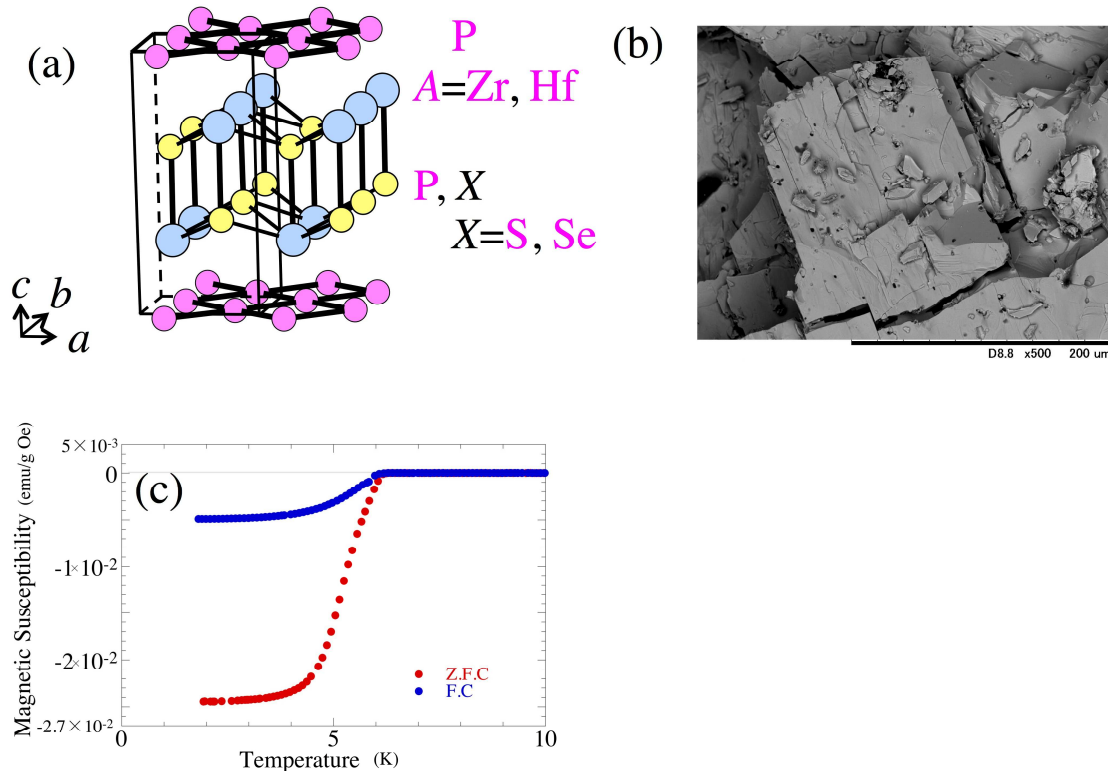 (a)
P
A=Zr, Hf
P, X
X=S, Se
c
b
a
(b)
D8.8 x500 200 um
(c)
5×10⁻³
0
-1×10⁻²
-2×10⁻²
-2.7×10⁻²
Magnetic Susceptibility (emu/g Oe)
Z.F.C
F.C
0 5 10
Temperature (K)